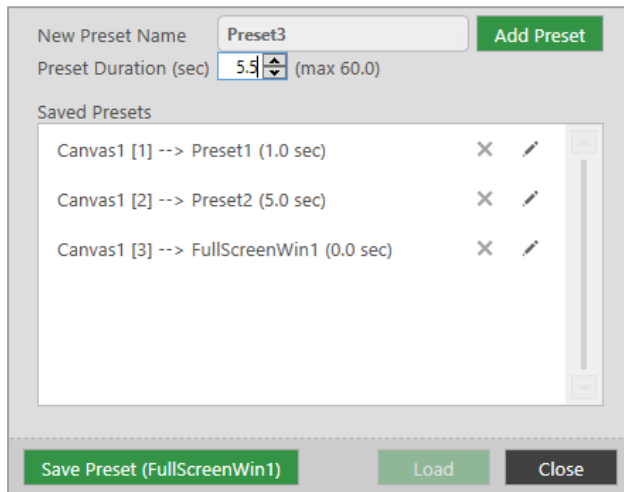 New Preset Name Preset3 Add Preset
Preset Duration (sec) 5.5 (max 60.0)
Saved Presets
Canvas1 [1] --> Preset1 (1.0 sec)
Canvas1 [2] --> Preset2 (5.0 sec)
Canvas1 [3] --> FullScreenWin1 (0.0 sec)
Save Preset (FullScreenWin1) Load Close